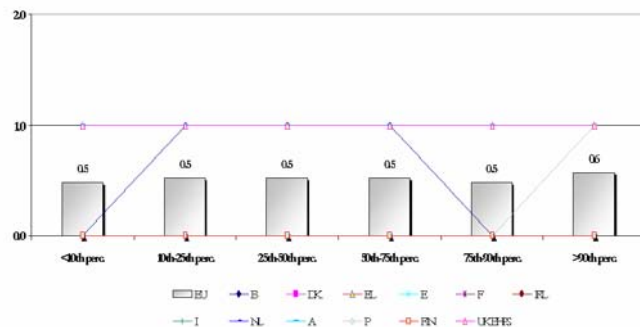 2.0
1.0
0.0
0.5 0.5 0.5 0.5 0.5 0.6
<10th perc. 10th-25th perc. 25th-50th perc. 50th-75th perc. 75th-90th perc. >90th perc.
EU B DK EL E F IRL
I NL A P FIN UKBHPS